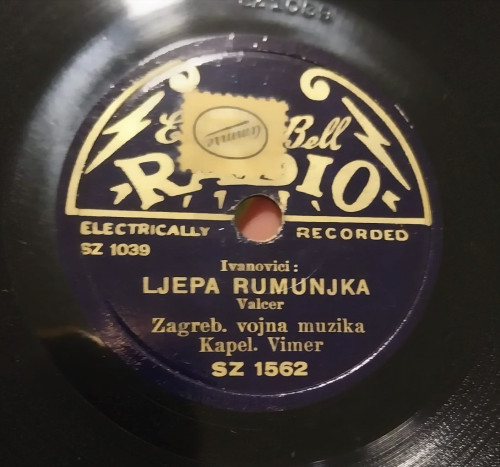 Bell
RADIO
ELECTRICALLY RECORDED
SZ 1039
Ivanovici:
LJEPA RUMUNJKA
Valcer
Zagreb. vojna muzika
Kapel. Vimer
SZ 1562